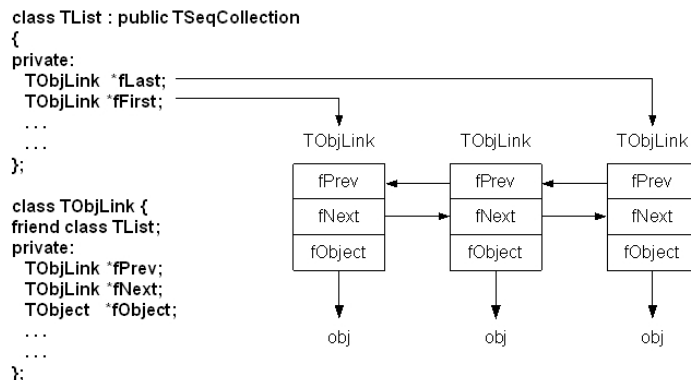 class TList : public TSeqCollection
{
private:
TObjLink *fLast;
TObjLink *fFirst;
...
...
};
class TObjLink {
friend class TList;
private:
TObjLink *fPrev;
TObjLink *fNext;
TObject *fObject;
...
...
};
TObjLink TObjLink TObjLink
fPrev fPrev fPrev
fNext fNext fNext
fObject fObject fObject
obj obj obj